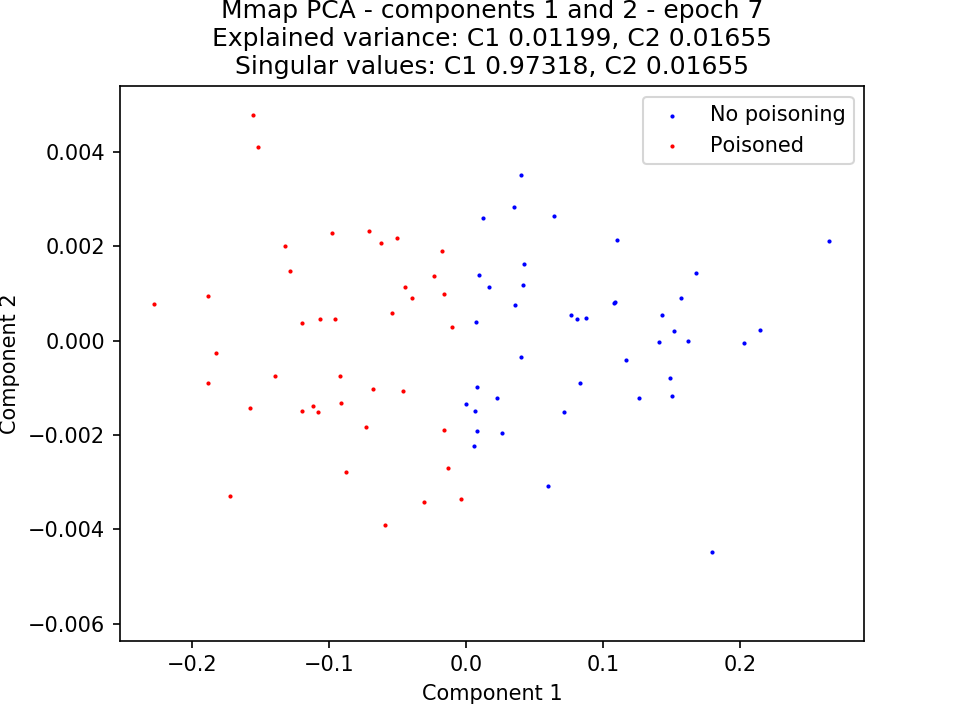 Mmap PCA - components 1 and 2 - epoch 7
Explained variance: C1 0.01199, C2 0.01655
Singular values: C1 0.97318, C2 0.01655
No poisoning
Poisoned
0.004
0.002
0.000
−0.002
−0.004
−0.006
Component 2
−0.2
−0.1
0.0
0.1
0.2
Component 1